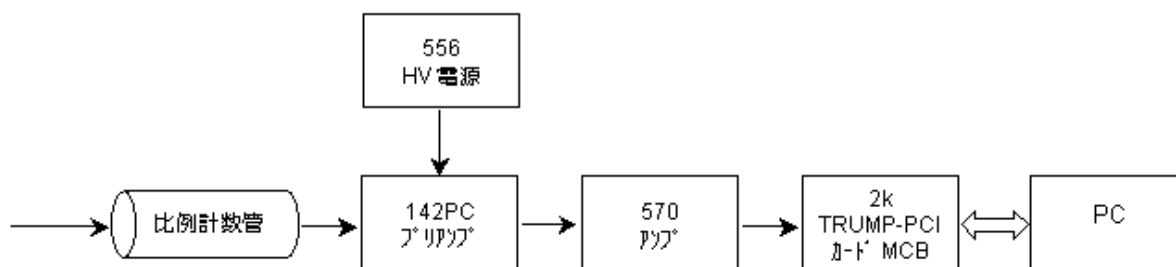 556
HV 電源
比例計数管
142PC
ﾌﾟﾘｱﾝﾌﾟ
570
ｱﾝﾌﾟ
2k
TRUMP-PCI
ｶｰﾄﾞ MCB
PC